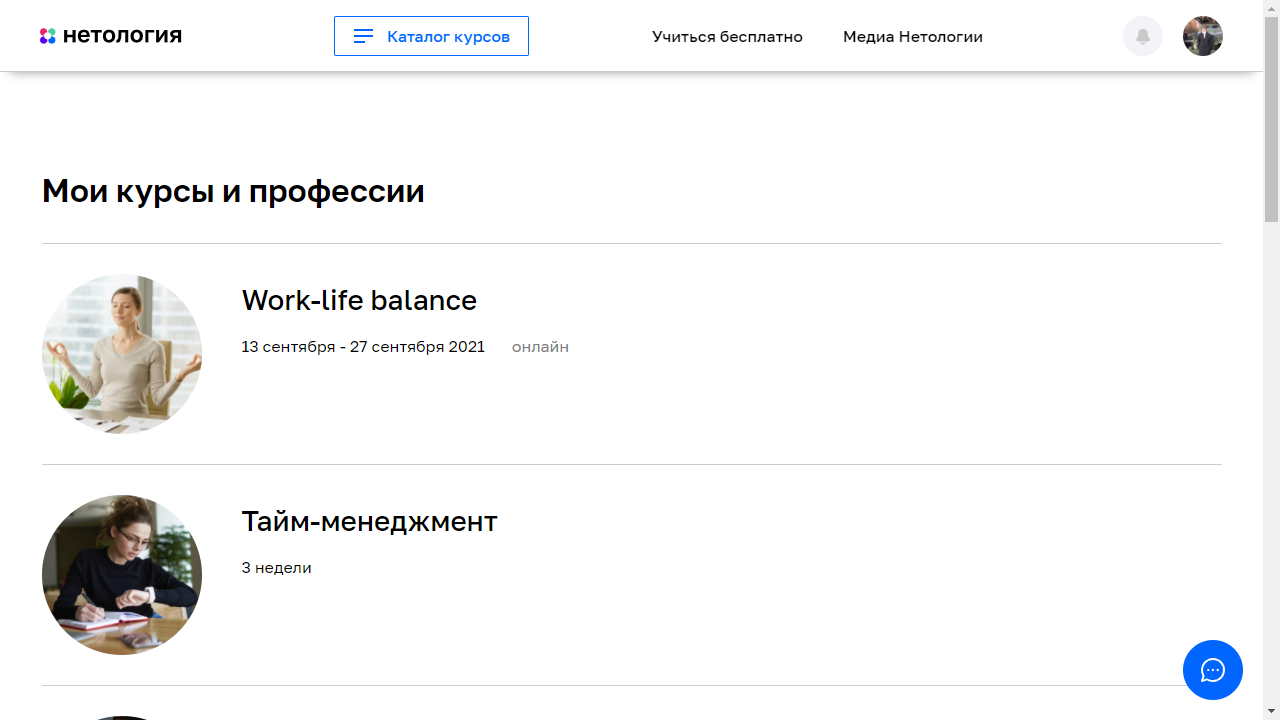 нетология
Каталог курсов
Учиться бесплатно
Медиа Нетологии
Мои курсы и профессии
Work-life balance
13 сентября - 27 сентября 2021 онлайн
Тайм-менеджмент
3 недели